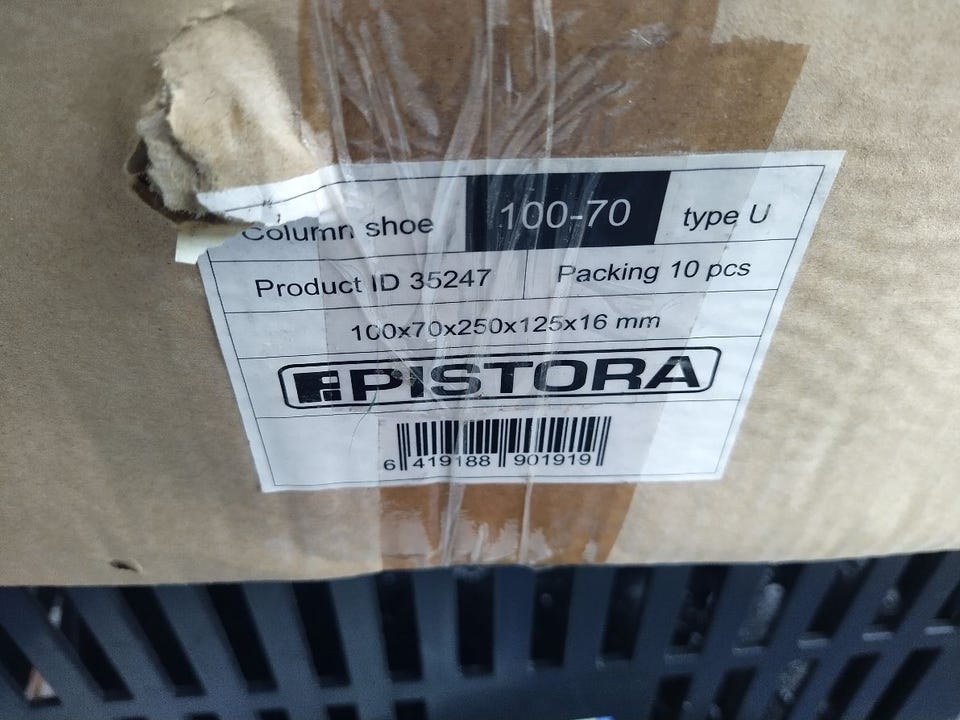 Column shoe 100-70 type U
Product ID 35247 Packing 10 pcs
100x70x250x125x16 mm
PISTORA
6 419188 901919